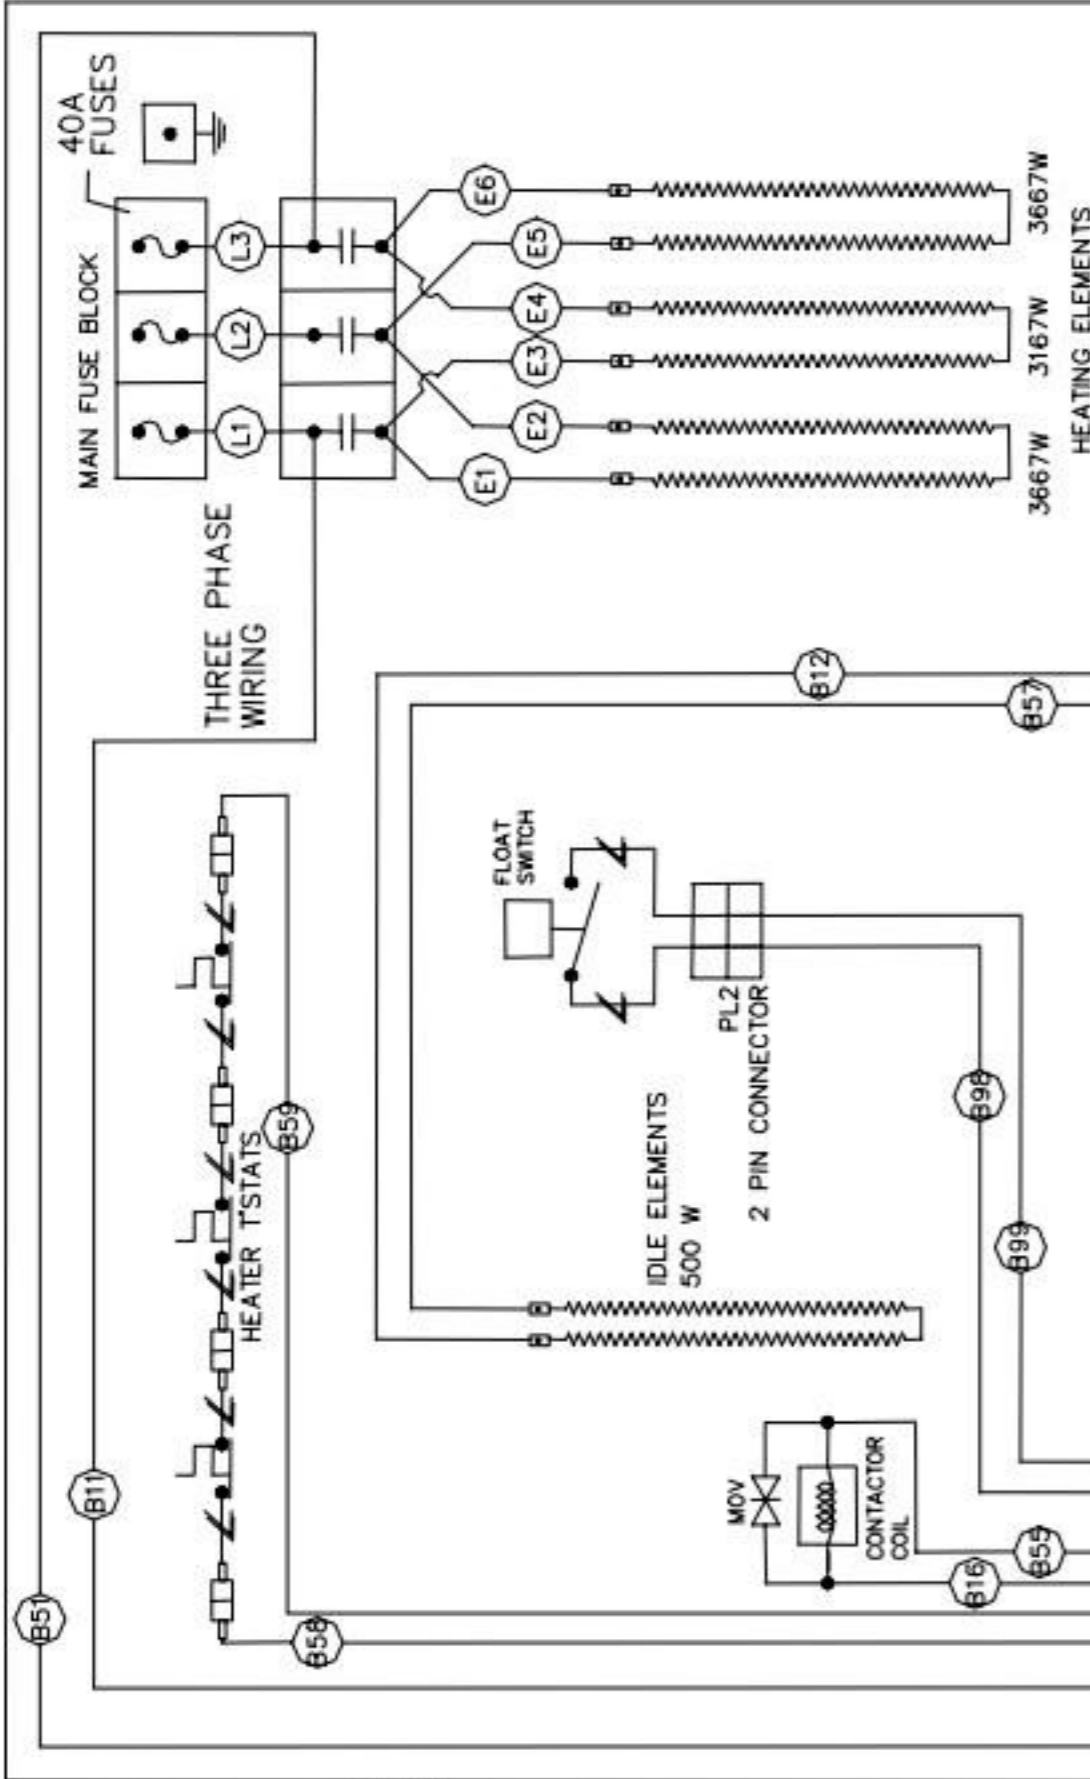 40A
FUSES
MAIN FUSE BLOCK
L1
L2
L3
THREE PHASE
WIRING
E1
E2
E3
E4
E5
E6
3667W
3167W
3667W
HEATING ELEMENTS
B51
B11
HEATER T'STATS
B58
B59
B12
B57
FLOAT
SWITCH
PL2
2 PIN CONNECTOR
IDLE ELEMENTS
500 W
B98
B99
MOV
CONTACTOR
COIL
B16
B55